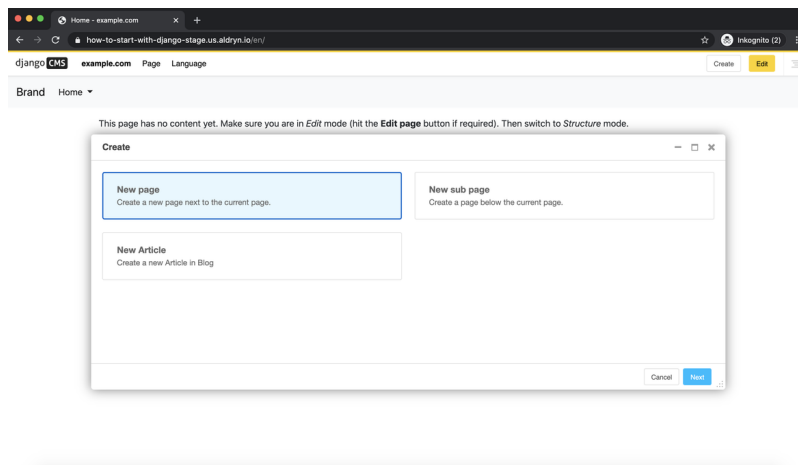 Home - example.com
how-to-start-with-django-stage.us.aldryn.io/en/
Inkognito (2)
django CMS example.com Page Language Create Edit
Brand Home
This page has no content yet. Make sure you are in Edit mode (hit the Edit page button if required). Then switch to Structure mode.
Create
New page
Create a new page next to the current page.
New sub page
Create a page below the current page.
New Article
Create a new Article in Blog
Cancel Next